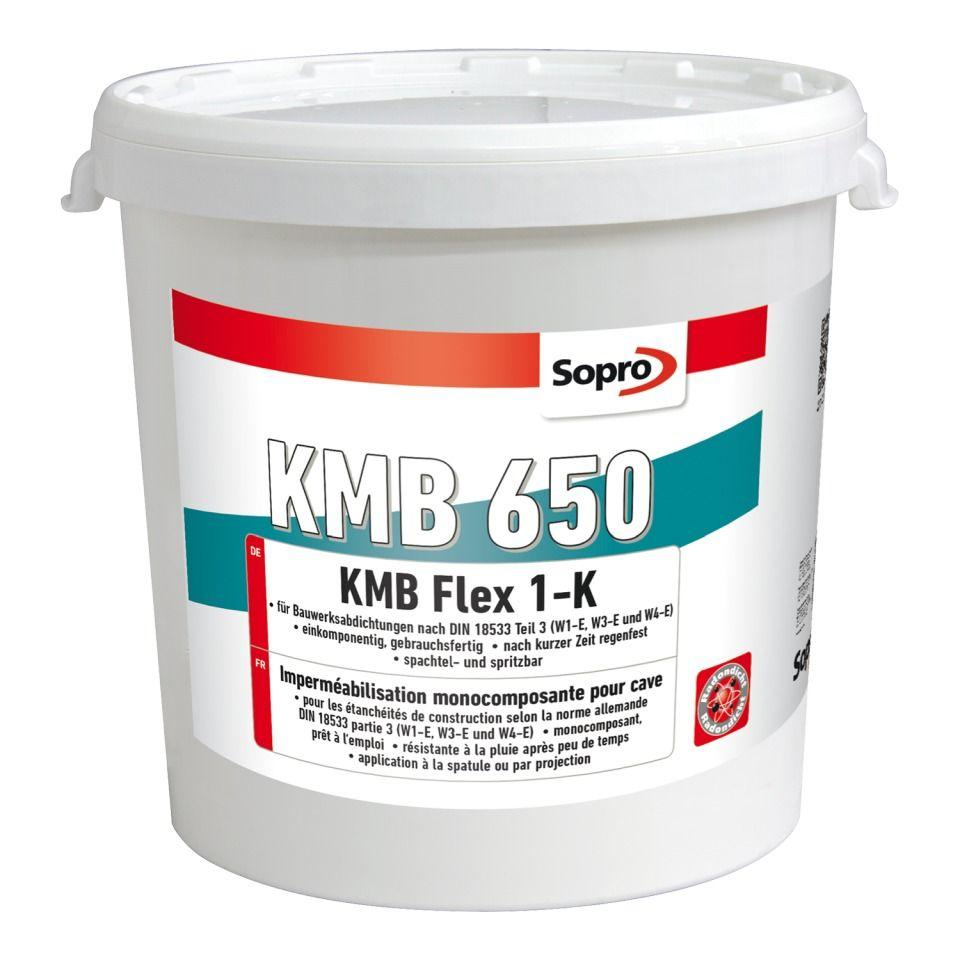 Sopro
KMB 650
DE
KMB Flex 1-K
• für Bauwerksabdichtungen nach DIN 18533 Teil 3 (W1-E, W3-E und W4-E)
• einkomponentig, gebrauchsfertig • nach kurzer Zeit regenfest
• spachtel- und spritzbar
FR
Imperméabilisation monocomposante pour cave
• pour les étanchéités de construction selon la norme allemande
DIN 18533 partie 3 (W1-E, W3-E und W4-E) • monocomposant,
prêt à l'emploi • résistante à la pluie après peu de temps
• application à la spatule ou par projection
Radondicht
Radondicht